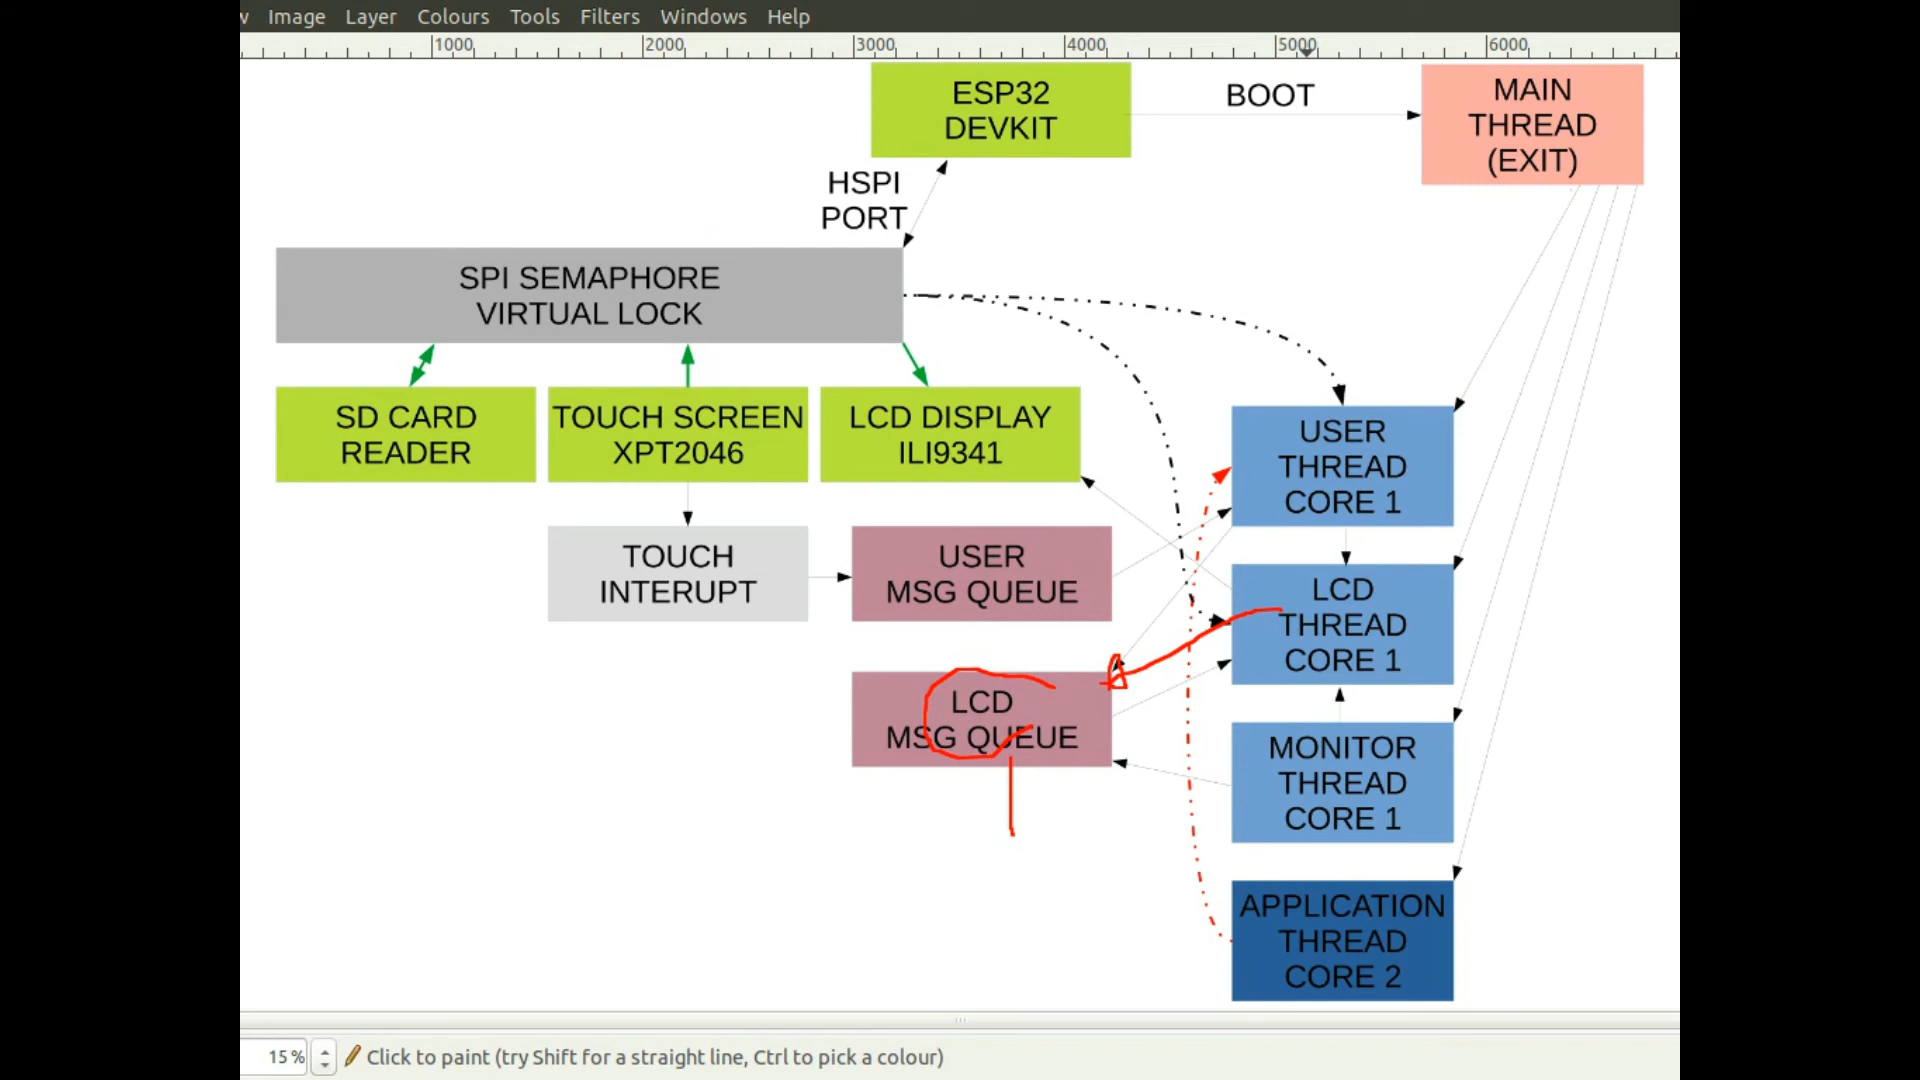 w Image Layer Colours Tools Filters Windows Help
1000 2000 3000 4000 5000 6000
ESP32
DEVKIT
BOOT
MAIN
THREAD
(EXIT)
HSPI
PORT
SPI SEMAPHORE
VIRTUAL LOCK
SD CARD
READER
TOUCH SCREEN
XPT2046
LCD DISPLAY
ILI9341
USER
THREAD
CORE 1
TOUCH
INTERUPT
USER
MSG QUEUE
LCD
THREAD
CORE 1
LCD
MSG QUEUE
MONITOR
THREAD
CORE 1
APPLICATION
THREAD
CORE 2
15 % Click to paint (try Shift for a straight line, Ctrl to pick a colour)